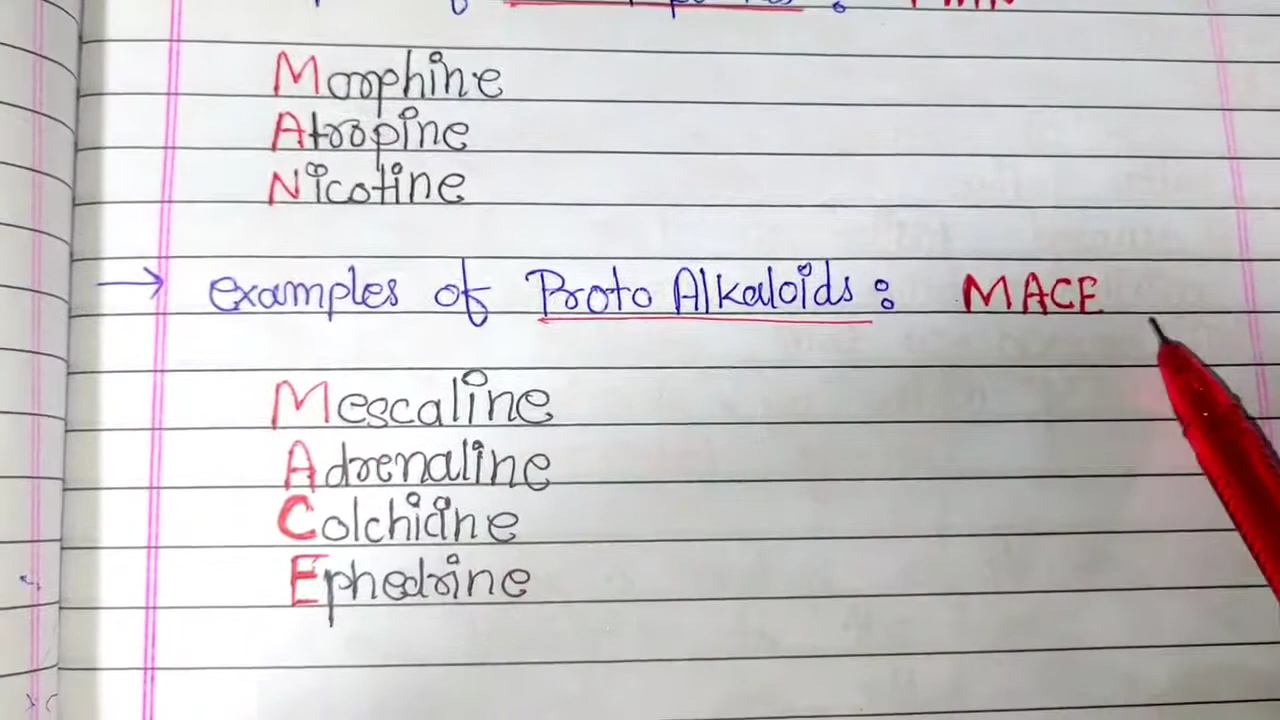 Morphine
Atropine
Nicotine
→ examples of Proto Alkaloids : MACE
Mescaline
Adrenaline
Colchicine
Ephedrine